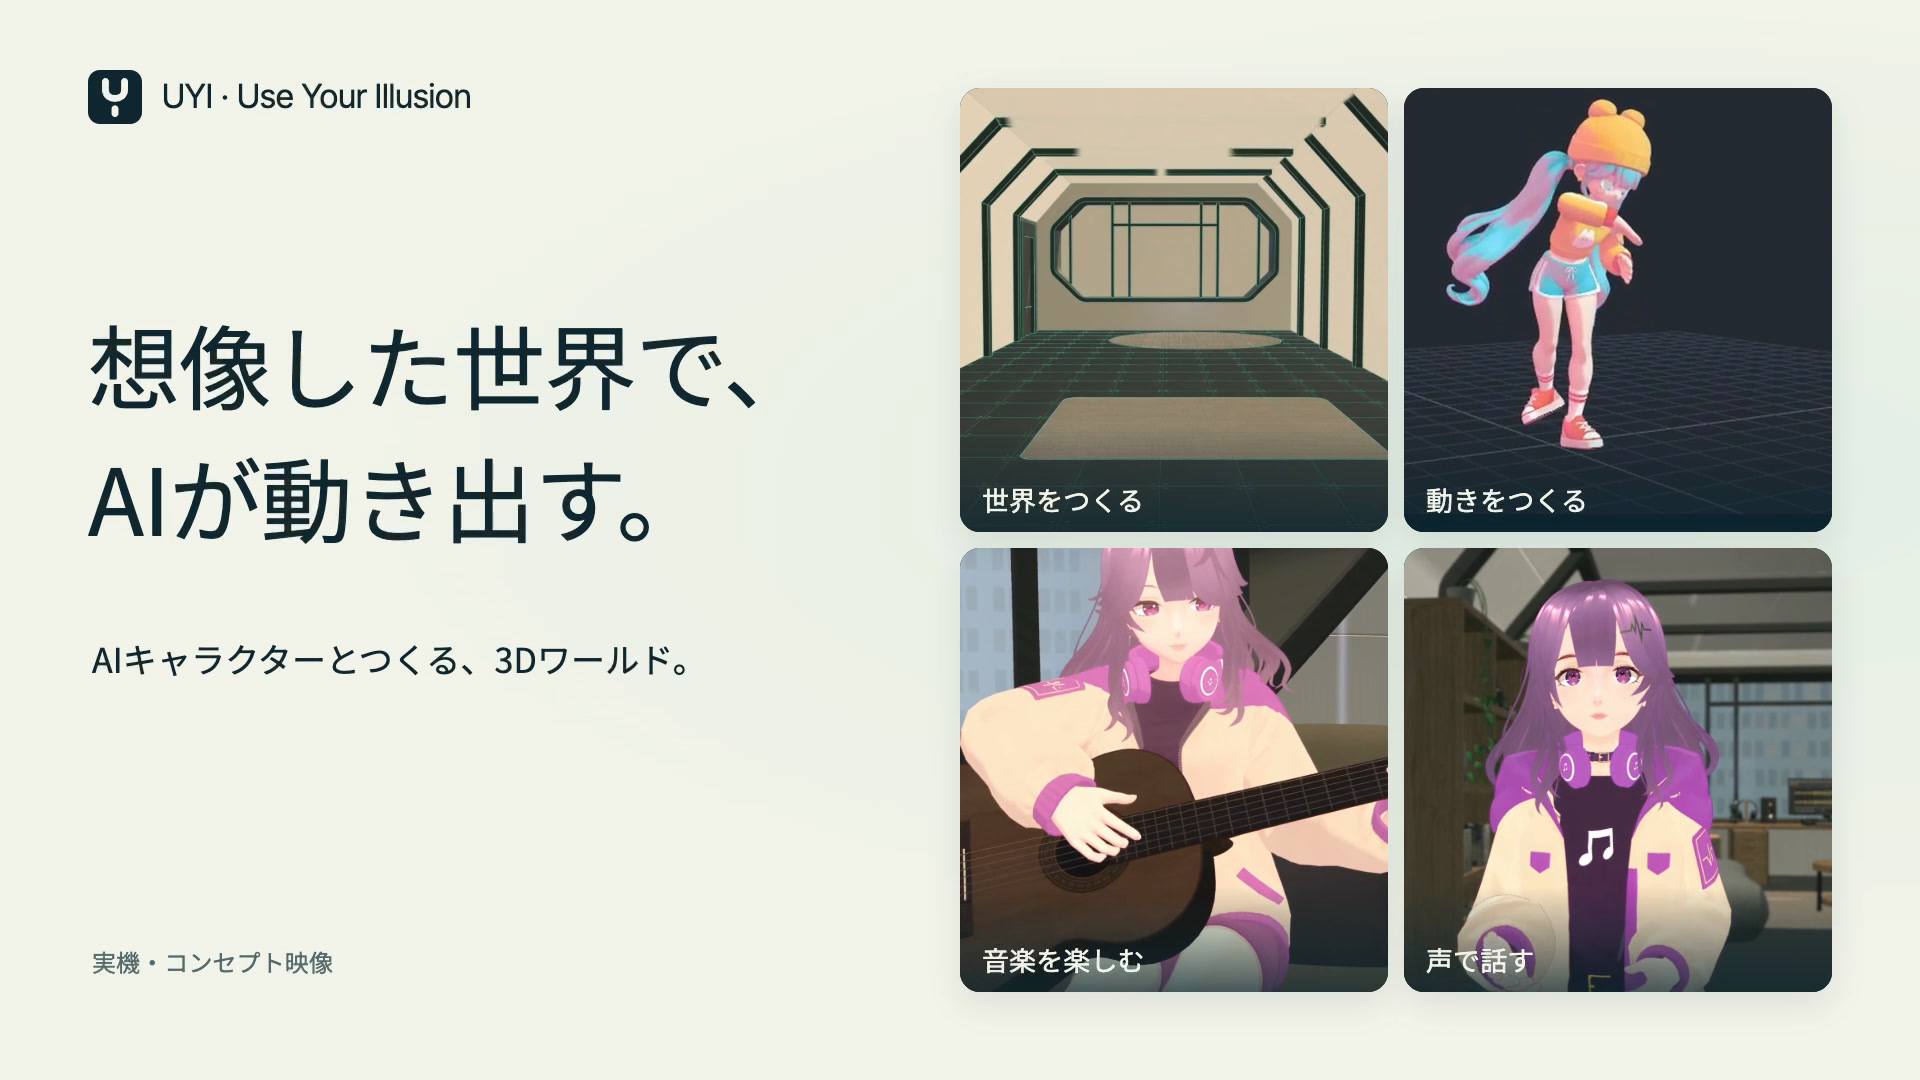 UYI · Use Your Illusion
想像した世界で、
AIが動き出す。
AIキャラクターとつくる、3Dワールド。
実機・コンセプト映像
世界をつくる
動きをつくる
音楽を楽しむ
声で話す